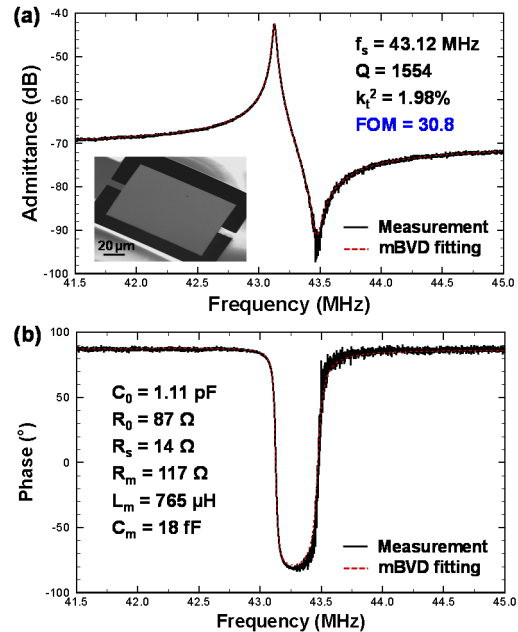 (a)
-40
-50
-60
-70
-80
-90
-100
Admittance (dB)
fs = 43.12 MHz
Q = 1554
kt² = 1.98%
FOM = 30.8
20 µm
Measurement
mBVD fitting
41.5 42.0 42.5 43.0 43.5 44.0 44.5 45.0
Frequency (MHz)
(b)
100
50
0
-50
-100
Phase (°)
C0 = 1.11 pF
R0 = 87 Ω
Rs = 14 Ω
Rm = 117 Ω
Lm = 765 µH
Cm = 18 fF
Measurement
mBVD fitting
41.5 42.0 42.5 43.0 43.5 44.0 44.5 45.0
Frequency (MHz)